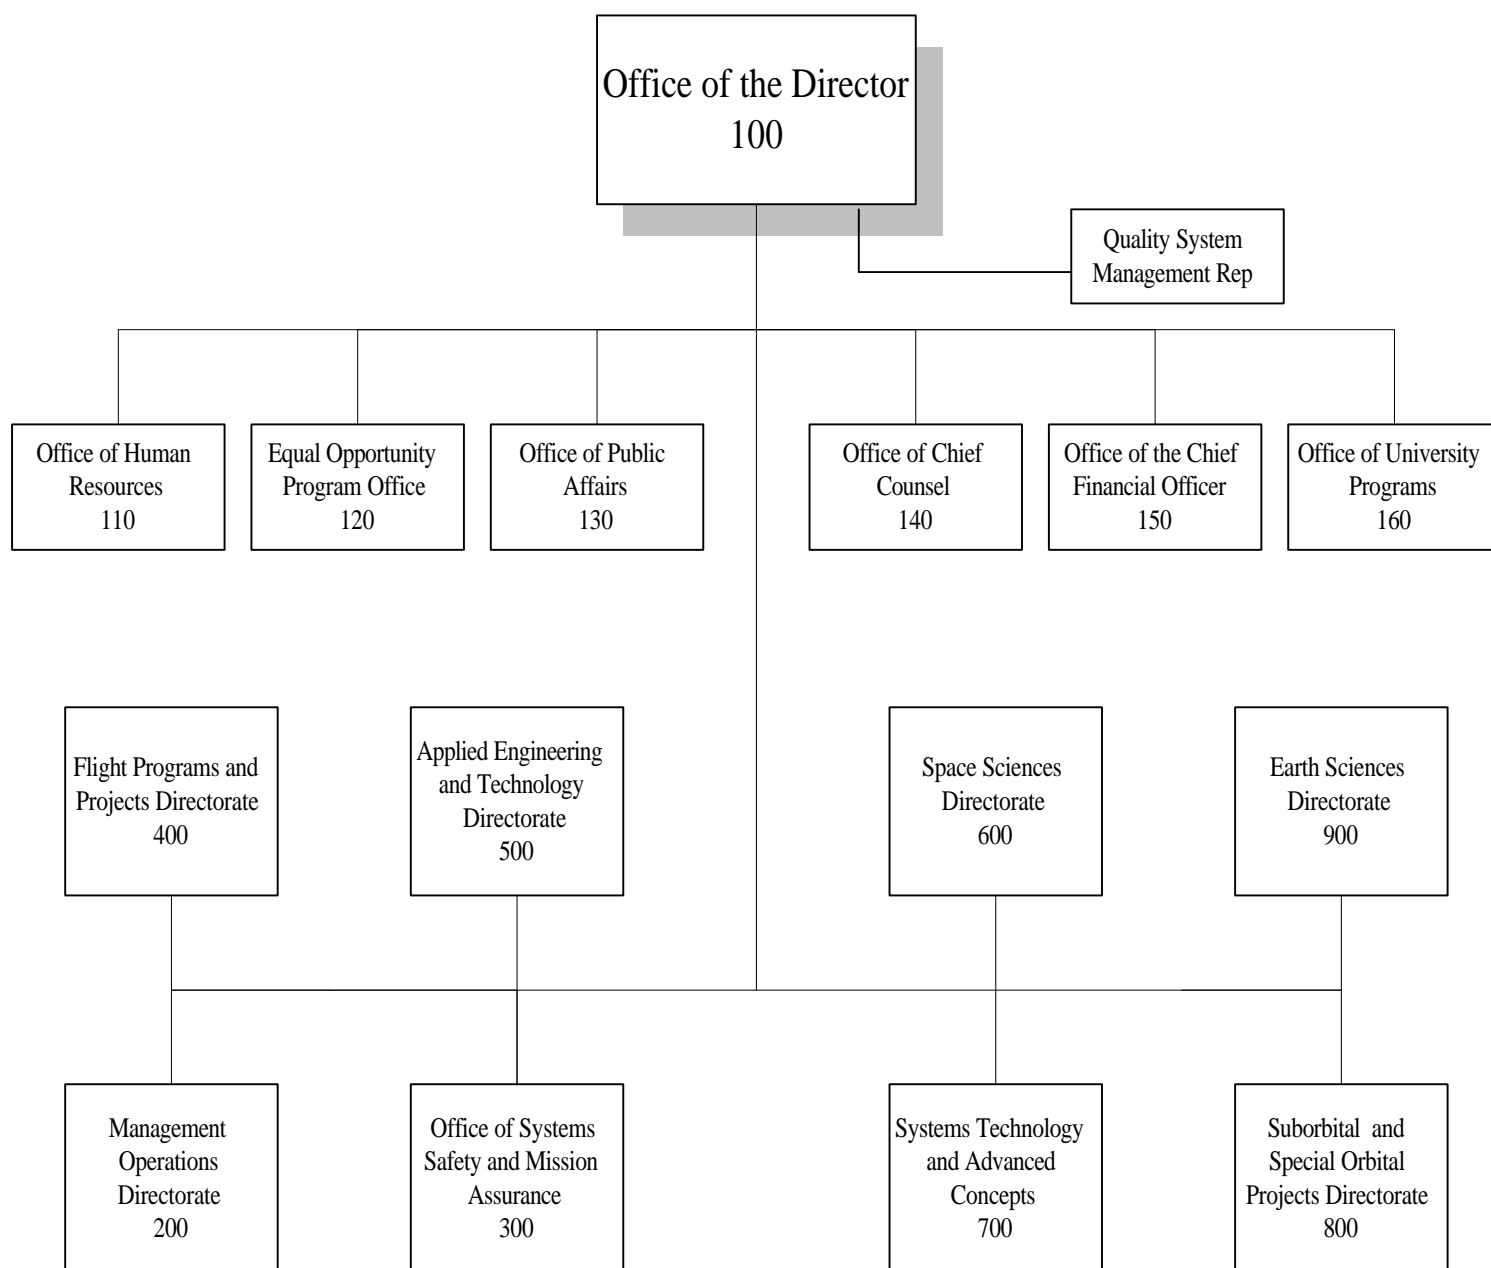 Office of the Director
100
Quality System
Management Rep
Office of Human
Resources
110
Equal Opportunity
Program Office
120
Office of Public
Affairs
130
Office of Chief
Counsel
140
Office of the Chief
Financial Officer
150
Office of University
Programs
160
Flight Programs and
Projects Directorate
400
Applied Engineering
and Technology
Directorate
500
Space Sciences
Directorate
600
Earth Sciences
Directorate
900
Management
Operations
Directorate
200
Office of Systems
Safety and Mission
Assurance
300
Systems Technology
and Advanced
Concepts
700
Suborbital and
Special Orbital
Projects Directorate
800